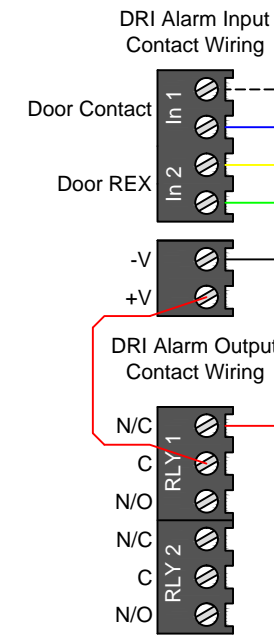 DRI Alarm Input
Contact Wiring
Door Contact
In 1
Door REX
In 2
-V
+V
DRI Alarm Output
Contact Wiring
N/C
C
N/O
RLY 1
N/C
C
N/O
RLY 2